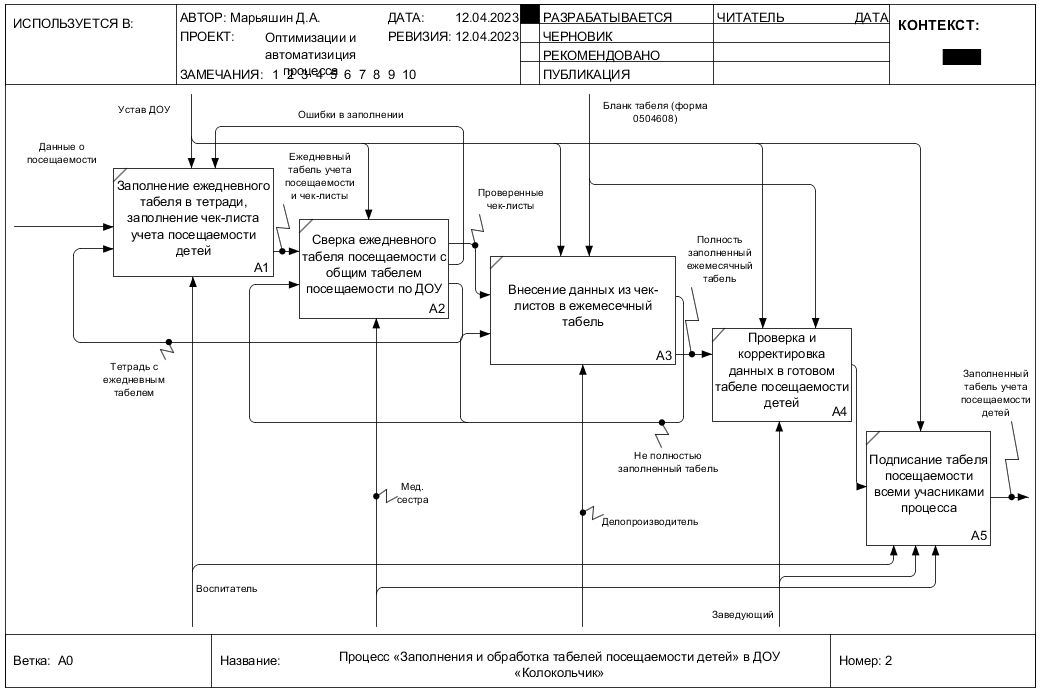 ИСПОЛЬЗУЕТСЯ В:
АВТОР: Марьяшин Д.А.
ДАТА: 12.04.2023
ПРОЕКТ: Оптимизации и
автоматизиция
процесса
РЕВИЗИЯ: 12.04.2023
ЗАМЕЧАНИЯ: 1 2 3 4 5 6 7 8 9 10
РАЗРАБАТЫВАЕТСЯ
ЧЕРНОВИК
РЕКОМЕНДОВАНО
ПУБЛИКАЦИЯ
ЧИТАТЕЛЬ
ДАТА
КОНТЕКСТ:
Устав ДОУ
Ошибки в заполнении
Бланк табеля (форма
0504608)
Данные о
посещаемости
Ежедневный
табель учета
посещаемости
и чек-листы
Заполнение ежедневного
табеля в тетради,
заполнение чек-листа
учета посещаемости
детей
A1
Проверенные
чек-листы
Сверка ежедневного
табеля посещаемости с
общим табелем
посещаемости по ДОУ
A2
Полность
заполненный
ежемесячный
табель
Внесение данных из чек-
листов в ежемесечный
табель
A3
Проверка и
корректировка
данных в готовом
табеле посещаемости
детей
A4
Тетрадь с
ежедневным
табелем
Заполненный
табель учета
посещаемости
детей
Не полностью
заполненный табель
Подписание табеля
посещаемости
всеми учасниками
процесса
A5
Мед.
сестра
Делопроизводитель
Воспитатель
Заведующий
Ветка: A0
Название:
Процесс «Заполнения и обработка табелей посещаемости детей» в ДОУ
«Колокольчик»
Номер: 2